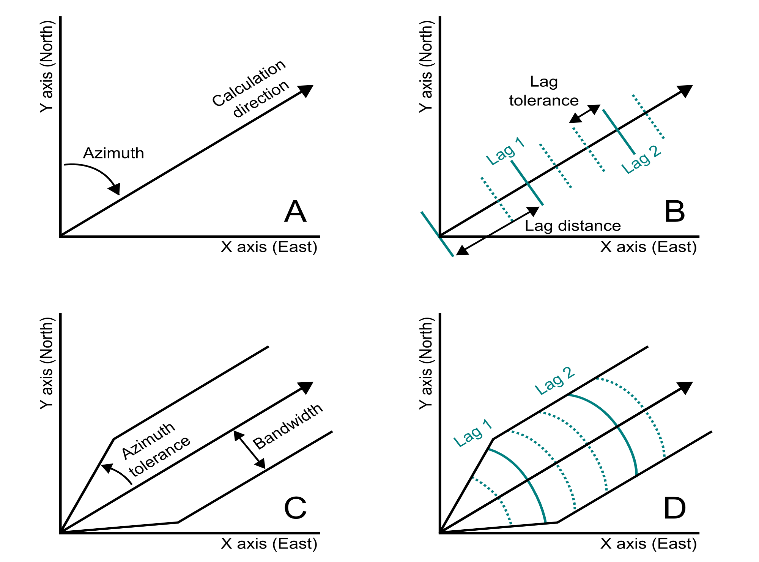 Y axis (North)
Calculation
direction
Azimuth
A
X axis (East)
Y axis (North)
Lag
tolerance
Lag 1
Lag 2
B
Lag distance
X axis (East)
Y axis (North)
Azimuth
tolerance
Bandwidth
C
X axis (East)
Y axis (North)
Lag 2
Lag 1
D
X axis (East)